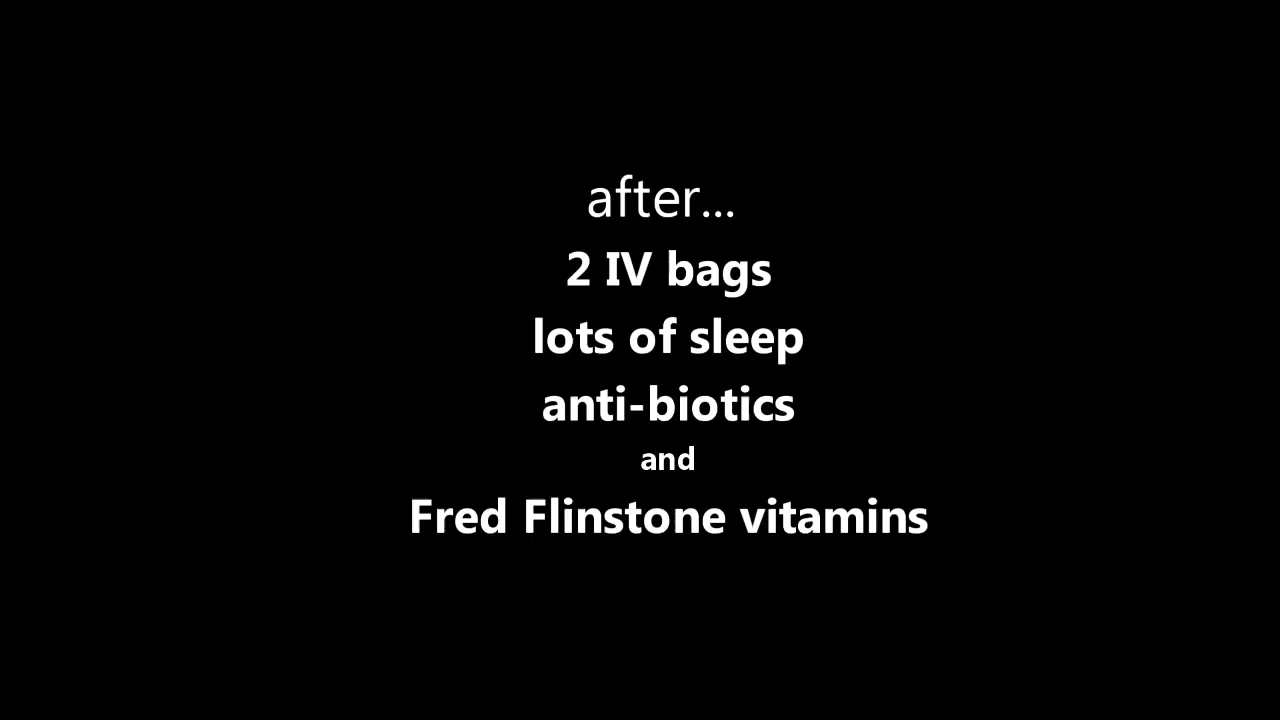 after...
2 IV bags
lots of sleep
anti-biotics
and
Fred Flinstone vitamins